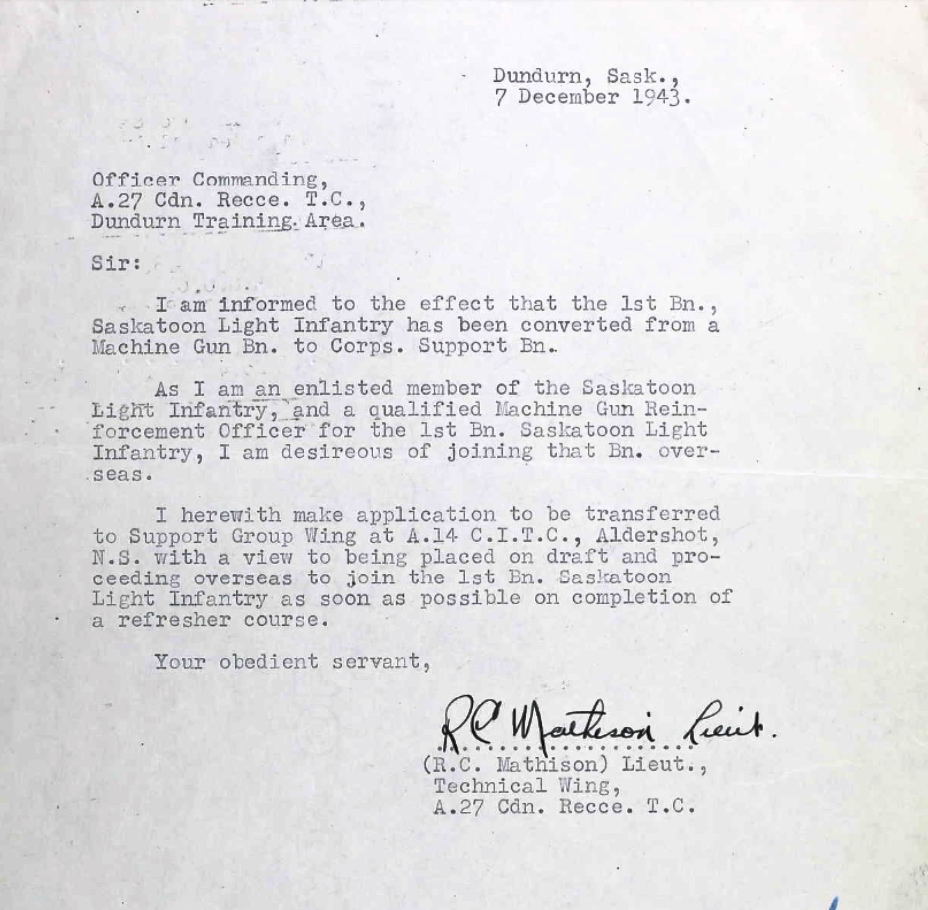 Dundurn, Sask.,
7 December 1943.
Officer Commanding,
A.27 Cdn. Recce. T.C.,
Dundurn Training Area.
Sir:
I am informed to the effect that the 1st Bn.,
Saskatoon Light Infantry has been converted from a
Machine Gun Bn. to Corps. Support Bn.
As I am an enlisted member of the Saskatoon
Light Infantry, and a qualified Machine Gun Rein-
forcement Officer for the 1st Bn. Saskatoon Light
Infantry, I am desireous of joining that Bn. over-
seas.
I herewith make application to be transferred
to Support Group Wing at A.14 C.I.T.C., Aldershot,
N.S. with a view to being placed on draft and pro-
ceeding overseas to join the 1st Bn. Saskatoon
Light Infantry as soon as possible on completion of
a refresher course.
Your obedient servant,
RC Mathison Lieut.
(R.C. Mathison) Lieut.,
Technical Wing,
A.27 Cdn. Recce. T.C.